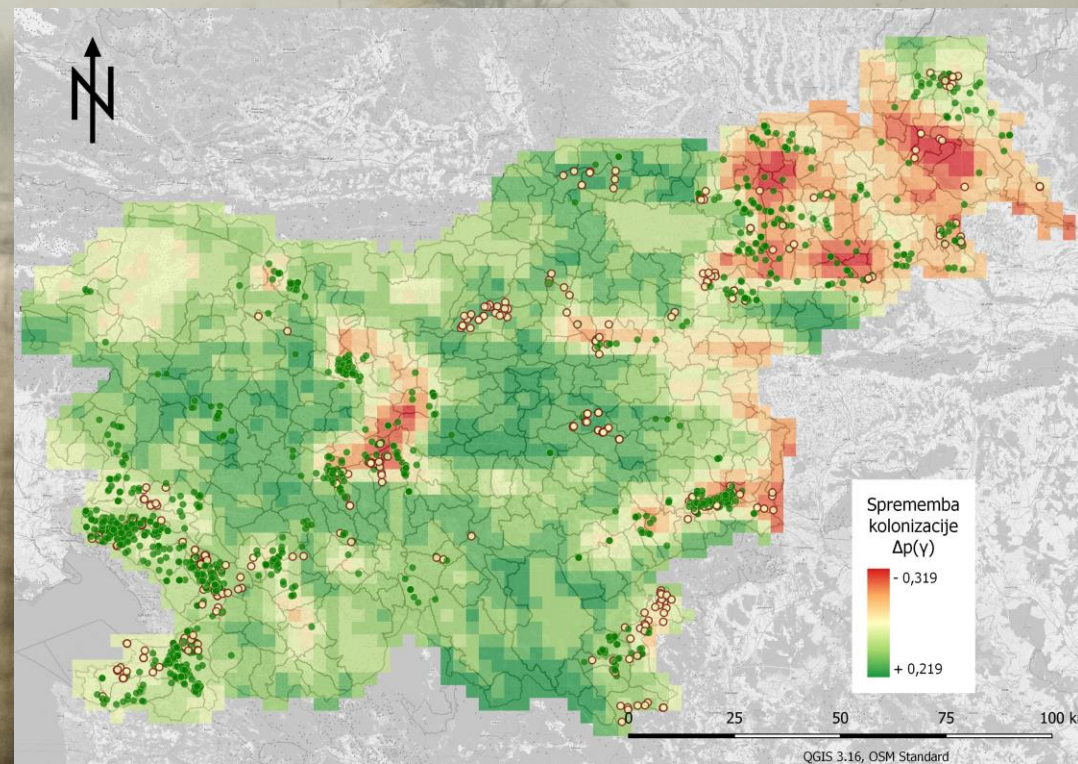 N
Sprememba
kolonizacije
Δp(γ)
- 0,319
+ 0,219
0 25 50 75 100 k
QGIS 3.16, OSM Standard